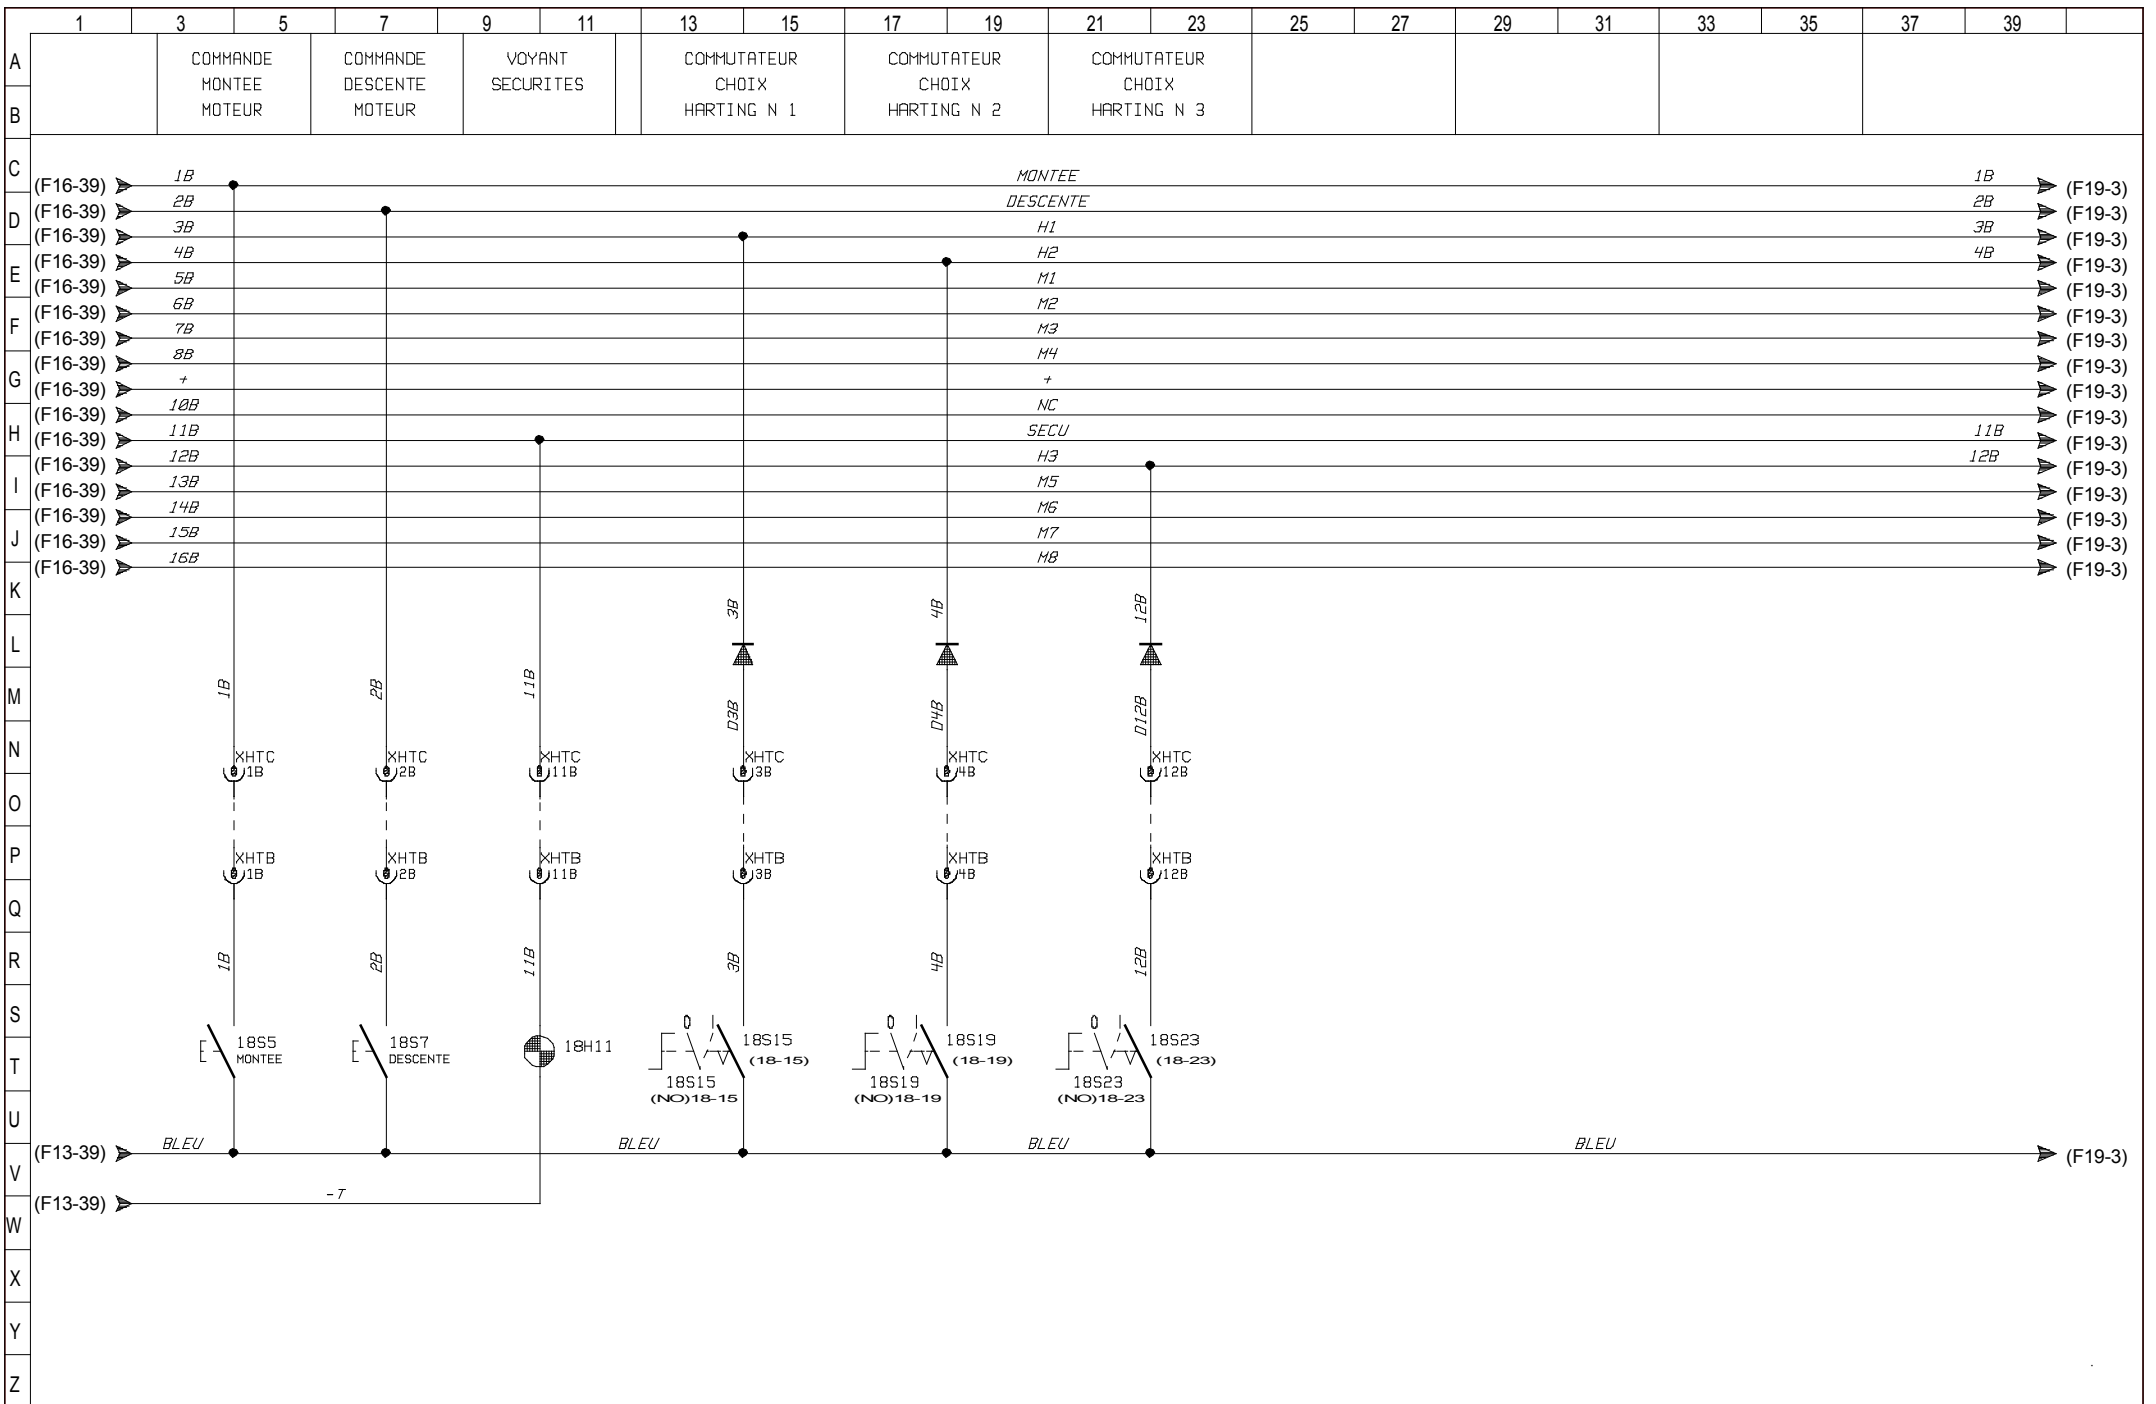 1 3 5 7 9 11 13 15 17 19 21 23 25 27 29 31 33 35 37 39
A
B
C
D
E
F
G
H
I
J
K
L
M
N
O
P
Q
R
S
T
U
V
W
X
Y
Z
COMMANDE
MONTEE
MOTEUR
COMMANDE
DESCENTE
MOTEUR
VOYANT
SECURITES
COMMUTATEUR
CHOIX
HARTING N 1
COMMUTATEUR
CHOIX
HARTING N 2
COMMUTATEUR
CHOIX
HARTING N 3
(F16-39) 1B MONTEE 1B (F19-3)
(F16-39) 2B DESCENTE 2B (F19-3)
(F16-39) 3B H1 3B (F19-3)
(F16-39) 4B H2 4B (F19-3)
(F16-39) 5B M1 (F19-3)
(F16-39) 6B M2 (F19-3)
(F16-39) 7B M3 (F19-3)
(F16-39) 8B M4 (F19-3)
(F16-39) + + (F19-3)
(F16-39) 10B NC (F19-3)
(F16-39) 11B SECU 11B (F19-3)
(F16-39) 12B H3 12B (F19-3)
(F16-39) 13B M5 (F19-3)
(F16-39) 14B M6 (F19-3)
(F16-39) 15B M7 (F19-3)
(F16-39) 16B M8 (F19-3)
3B 4B 12B
1B 2B 11B D3B D4B D12B
XHTC XHTC XHTC XHTC XHTC XHTC
1B 2B 11B 3B 4B 12B
XHTB XHTB XHTB XHTB XHTB XHTB
1B 2B 11B 3B 4B 12B
1B 2B 11B 3B 4B 12B
18S5
MONTEE
18S7
DESCENTE
18H11
0 1
18S15
(18-15)
18S15
(NO)18-15
0 1
18S19
(18-19)
18S19
(NO)18-19
0 1
18S23
(18-23)
18S23
(NO)18-23
(F13-39) BLEU BLEU BLEU BLEU (F19-3)
(F13-39) -T